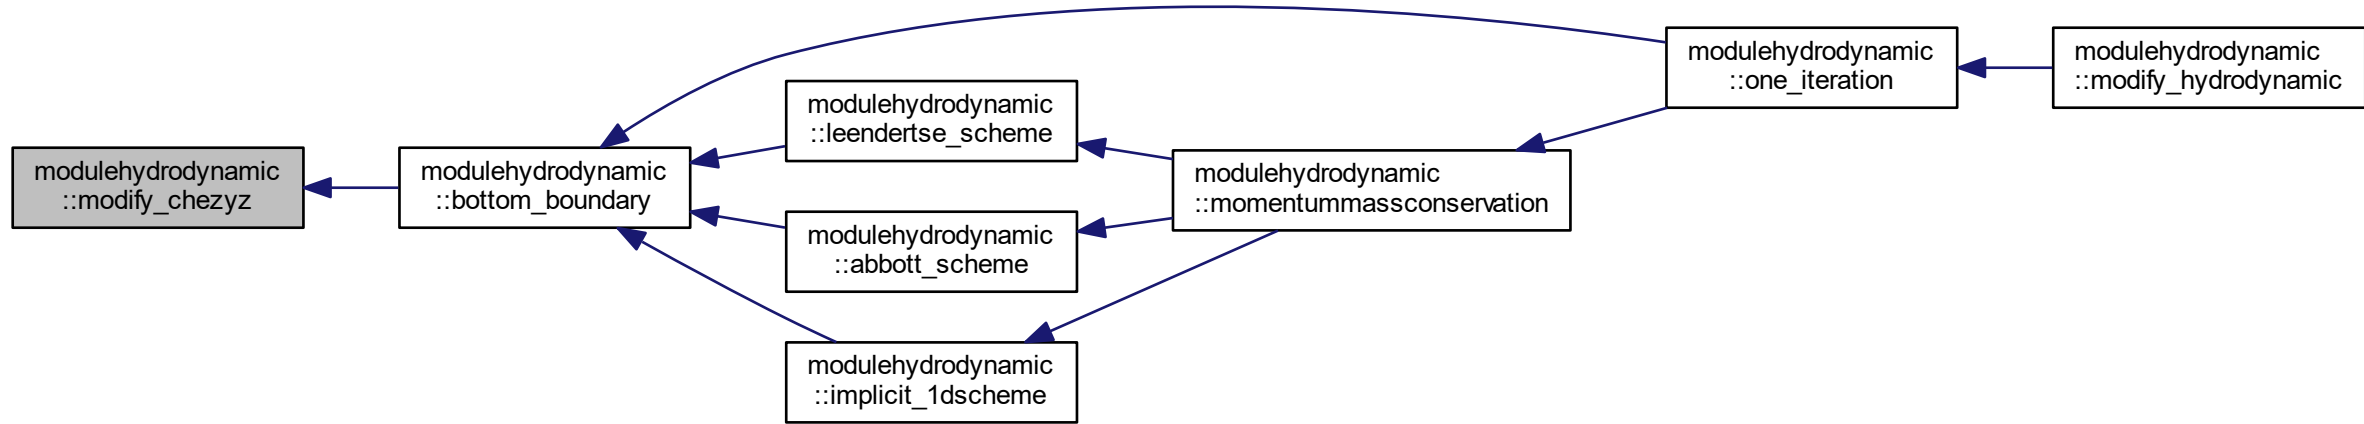 modulehydrodynamic
::modify_chezyz
modulehydrodynamic
::bottom_boundary
modulehydrodynamic
::leendertse_scheme
modulehydrodynamic
::abbott_scheme
modulehydrodynamic
::implicit_1dscheme
modulehydrodynamic
::momentummassconservation
modulehydrodynamic
::one_iteration
modulehydrodynamic
::modify_hydrodynamic